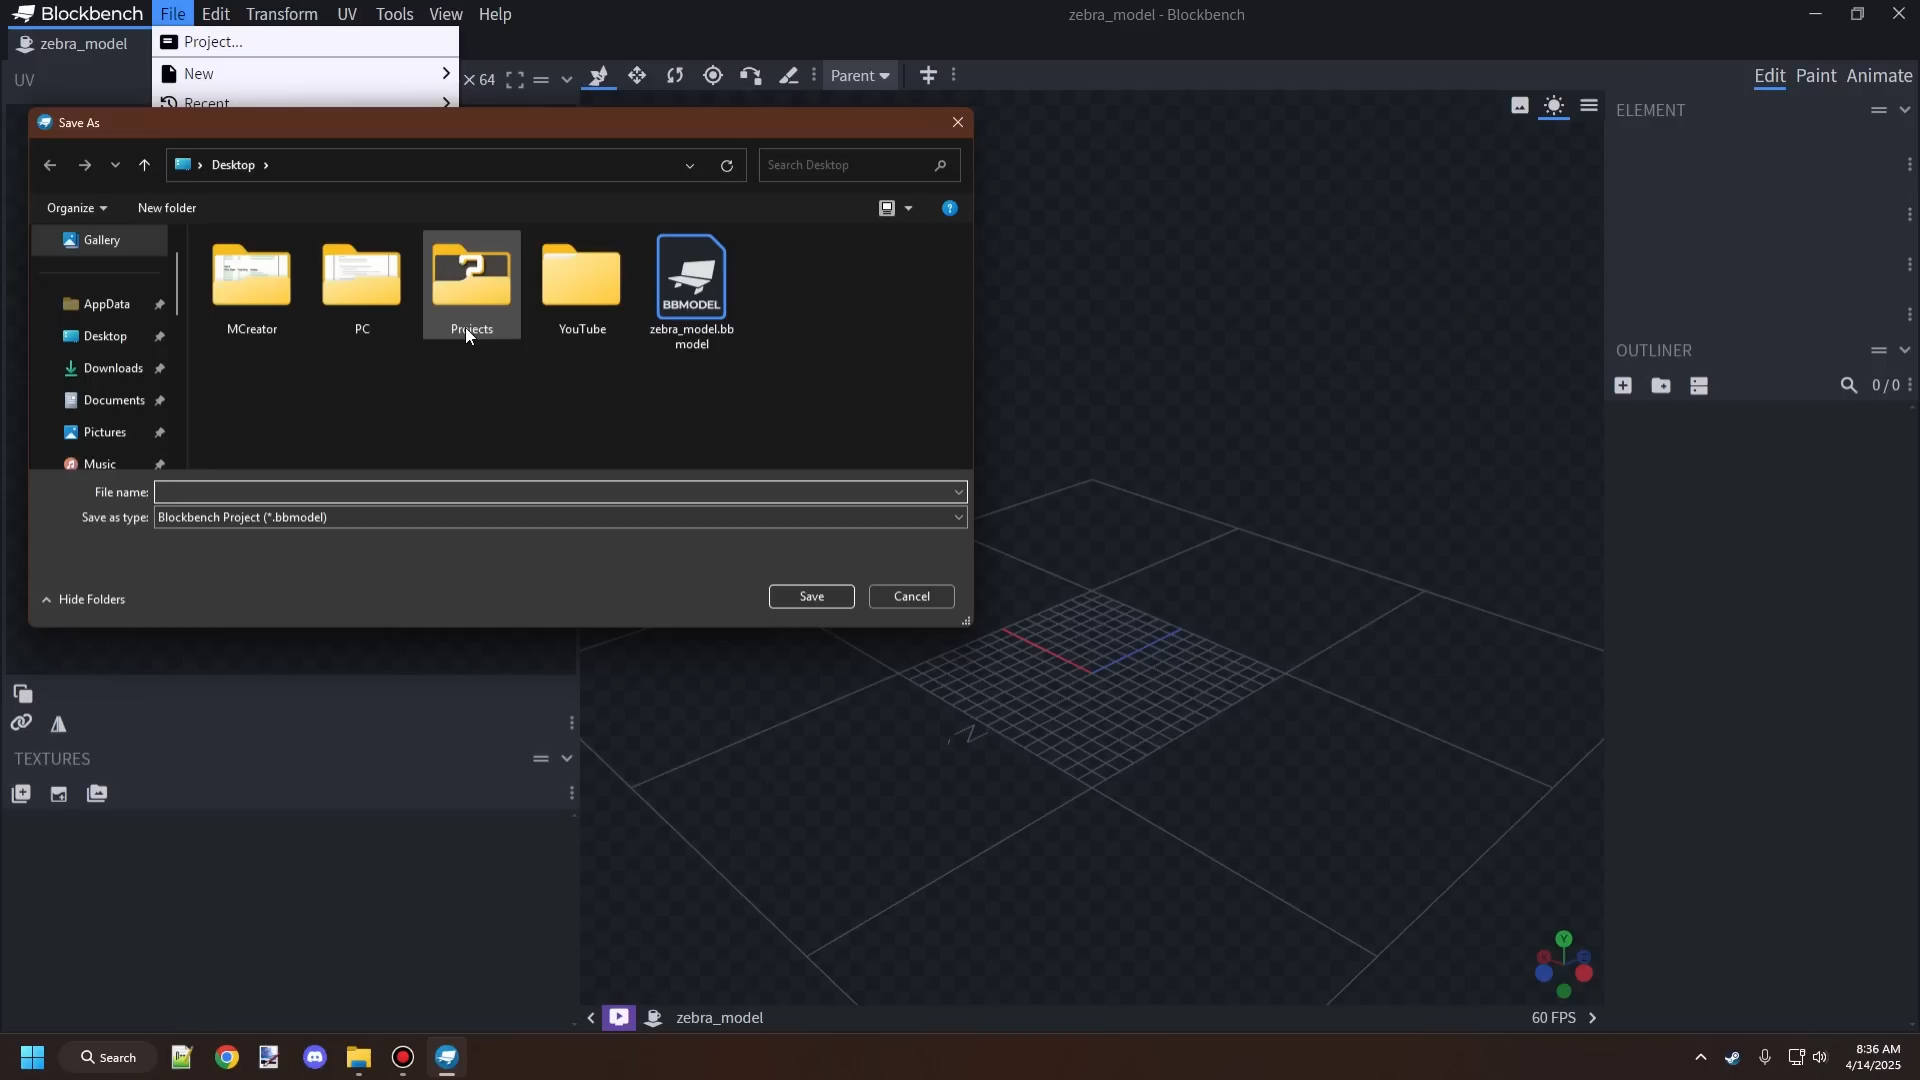 Blockbench File Edit Transform UV Tools View Help zebra_model - Blockbench
zebra_model
Project...
UV
New
× 64
Parent
Edit Paint Animate
Recent
ELEMENT
Save As
Desktop
Search Desktop
Organize New folder
Gallery
AppData
Desktop
Downloads
Documents
Pictures
Music
MCreator
PC
Projects
YouTube
BBMODEL
zebra_model.bb
model
OUTLINER
0 / 0
File name:
Save as type: Blockbench Project (*.bbmodel)
Hide Folders
Save
Cancel
TEXTURES
Y
zebra_model
60 FPS
Search
8:36 AM
4/14/2025